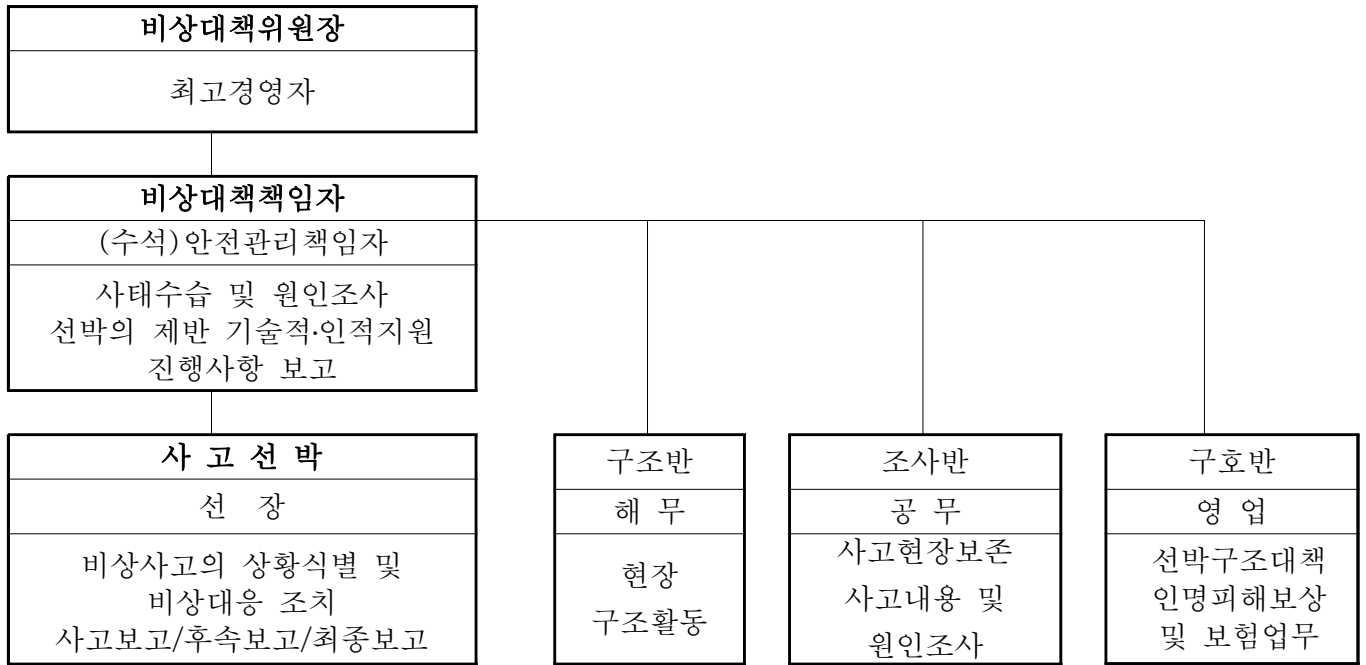 비상대책위원장
최고경영자
비상대책책임자
(수석)안전관리책임자
사태수습 및 원인조사
선박의 제반 기술적·인적지원
진행사항 보고
사 고 선 박
선 장
비상사고의 상황식별 및
비상대응 조치
사고보고/후속보고/최종보고
구조반
해 무
현장
구조활동
조사반
공 무
사고현장보존
사고내용 및
원인조사
구호반
영 업
선박구조대책
인명피해보상
및 보험업무